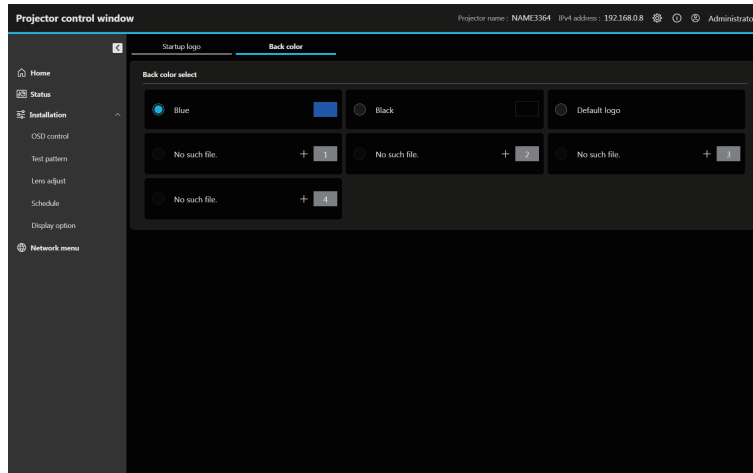 Projector control window
Projector name : NAME3364 IPv4 address : 192.168.0.8 Administrato
Startup logo Back color
Home
Status
Installation
OSD control
Test pattern
Lens adjust
Schedule
Display option
Network menu
Back color select
Blue Black Default logo
No such file. + 1 No such file. + 2 No such file. + 3
No such file. + 4